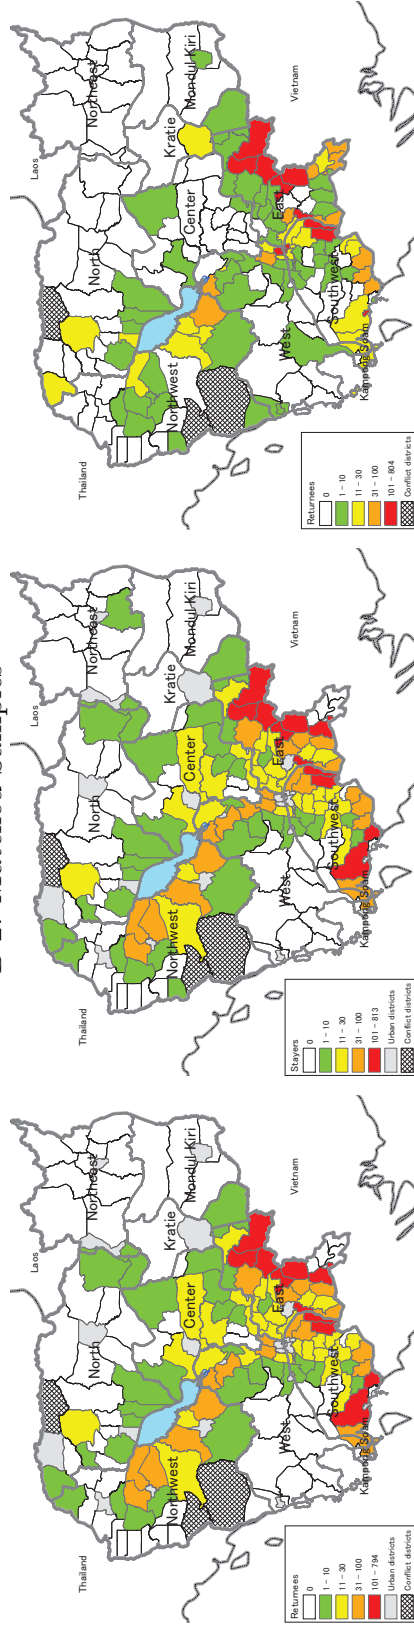 Thailand
Laos
Vietnam
North
Northeast
Northwest
Center
Kratie
Mondul Kiri
West
East
Southwest
Kampong Soam
Returnees
0
1 – 10
11 – 30
31 – 100
101 – 794
Urban districts
Conflict districts
Thailand
Laos
Vietnam
North
Northeast
Northwest
Center
Kratie
Mondul Kiri
West
East
Southwest
Kampong Soam
Stayers
0
1 – 10
11 – 30
31 – 100
101 – 813
Urban districts
Conflict districts
Thailand
Laos
Vietnam
North
Northeast
Northwest
Center
Kratie
Mondul Kiri
West
East
Southwest
Kampong Soam
Returnees
0
1 – 10
11 – 30
31 – 100
101 – 804
Conflict districts